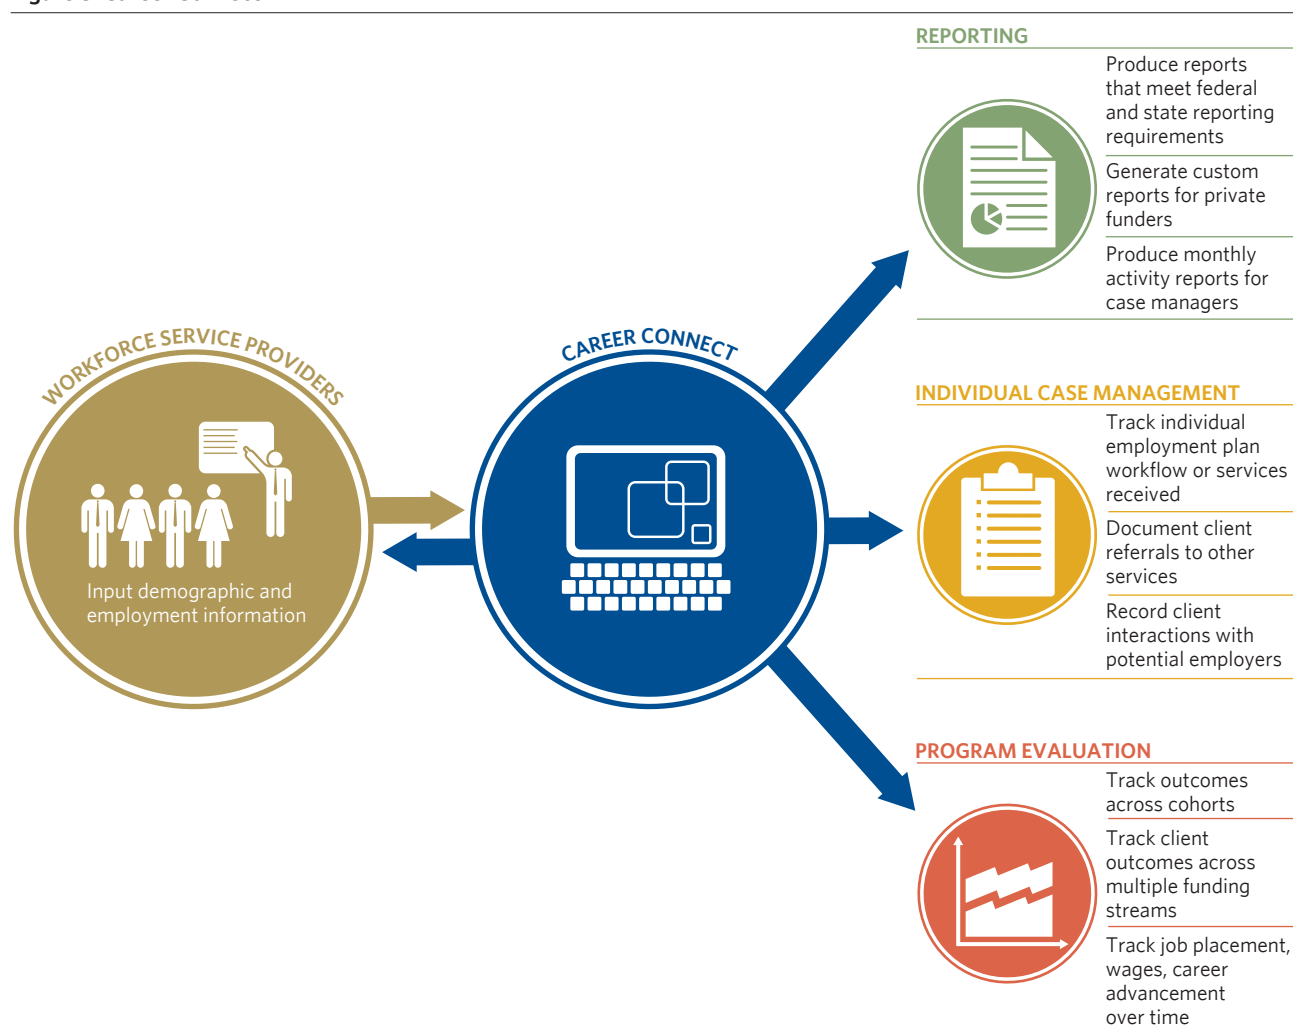 REPORTING
Produce reports
that meet federal
and state reporting
requirements
Generate custom
reports for private
funders
Produce monthly
activity reports for
case managers
WORKFORCE SERVICE PROVIDERS
Input demographic and
employment information
CAREER CONNECT
INDIVIDUAL CASE MANAGEMENT
Track individual
employment plan
workflow or services
received
Document client
referrals to other
services
Record client
interactions with
potential employers
PROGRAM EVALUATION
Track outcomes
across cohorts
Track client
outcomes across
multiple funding
streams
Track job placement,
wages, career
advancement
over time